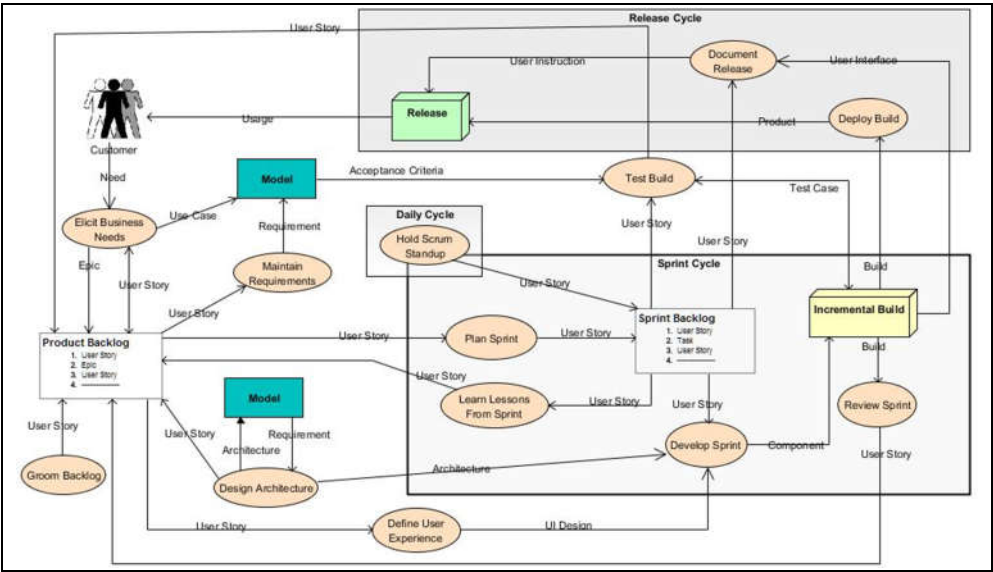 Release Cycle
User Story
Document
Release
User Instruction
User Interface
Release
Usage
Product
Deploy Build
Customer
Need
Model
Acceptance Criteria
Test Build
Test Case
Elicit Business
Needs
Use Case
Requirement
Daily Cycle
Hold Scrum
Standup
User Story
User Story
Sprint Cycle
Epic
User Story
Maintain
Requirements
User Story
User Story
Build
Product Backlog
1. User Story
2. Epic
3. User Story
4.
User Story
Plan Sprint
User Story
Sprint Backlog
1. User Story
2. Task
3. User Story
4.
Incremental Build
Build
User Story
Model
Learn Lessons
From Sprint
User Story
User Story
Review Sprint
User Story
User Story
Requirement
Architecture
Develop Sprint
Component
User Story
Groom Backlog
Design Architecture
Architecture
User Story
Define User
Experience
UI Design